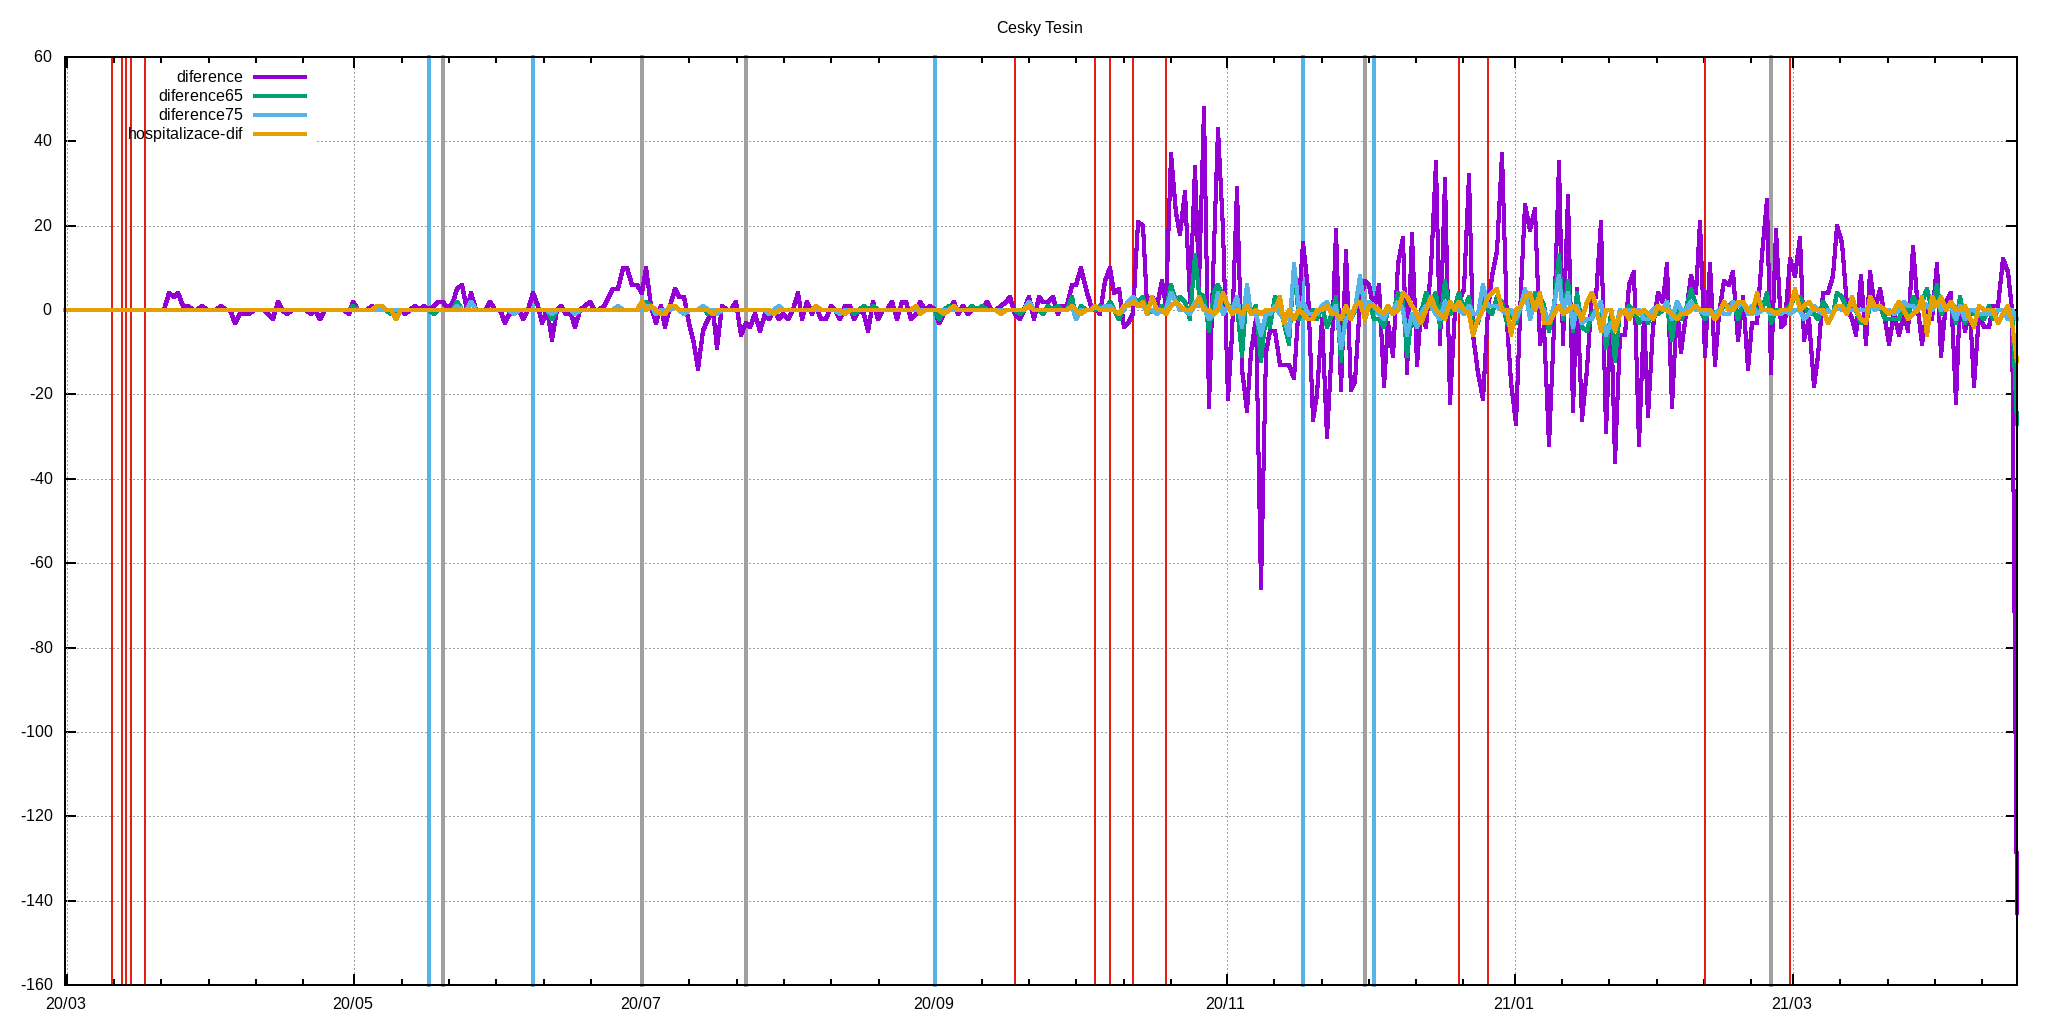 Cesky Tesin
60
diference
diference65
diference75
hospitalizace-dif
40
20
0
-20
-40
-60
-80
-100
-120
-140
-160
20/03 20/05 20/07 20/09 20/11 21/01 21/03